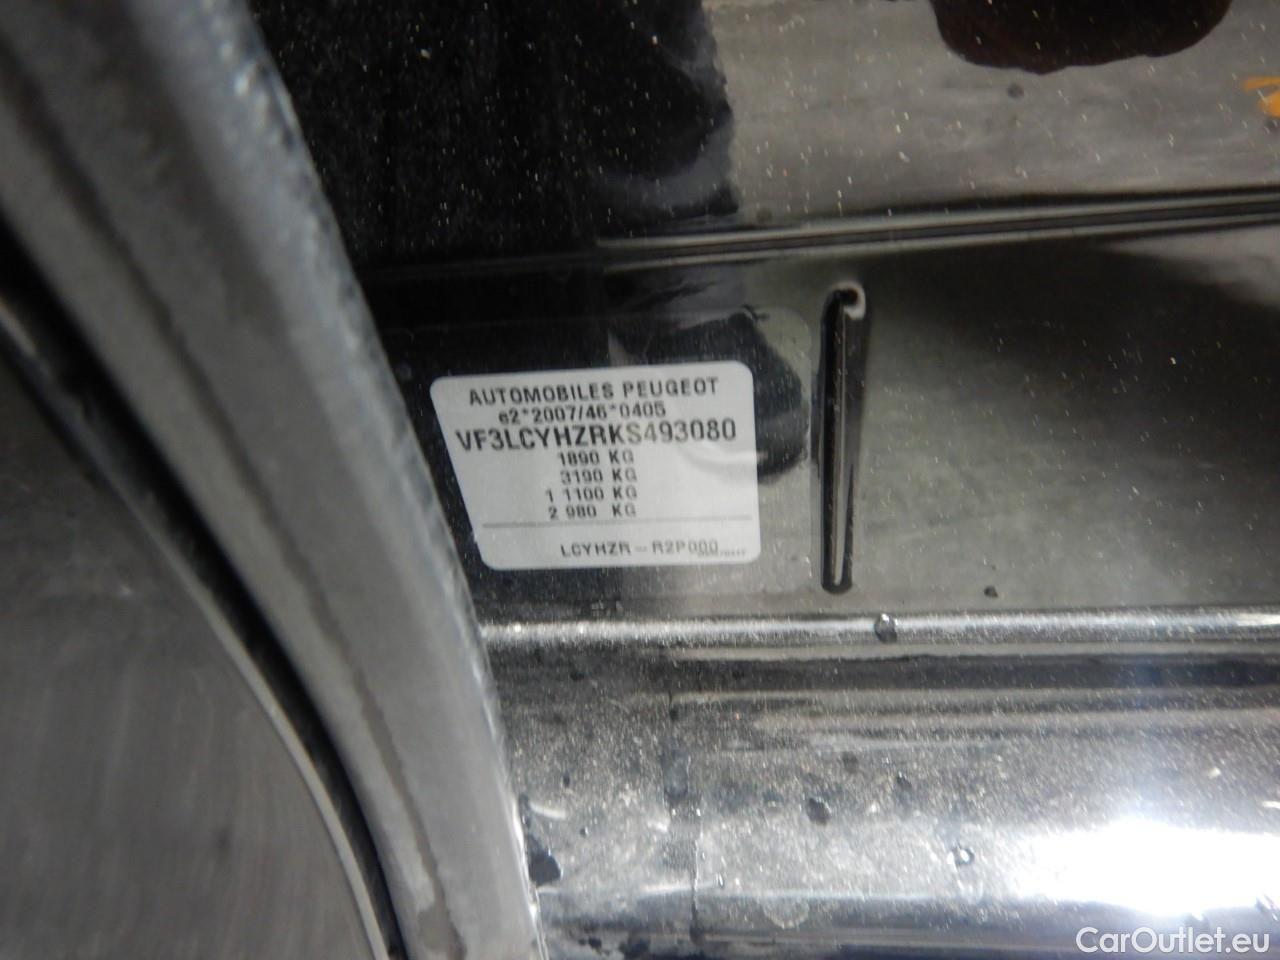 AUTOMOBILES PEUGEOT
e2*2007/46*0405
VF3LCYHZRKS493080
1890 KG
3190 KG
1 1100 KG
2 980 KG
LCYHZR - R2P000
CarOutlet.eu